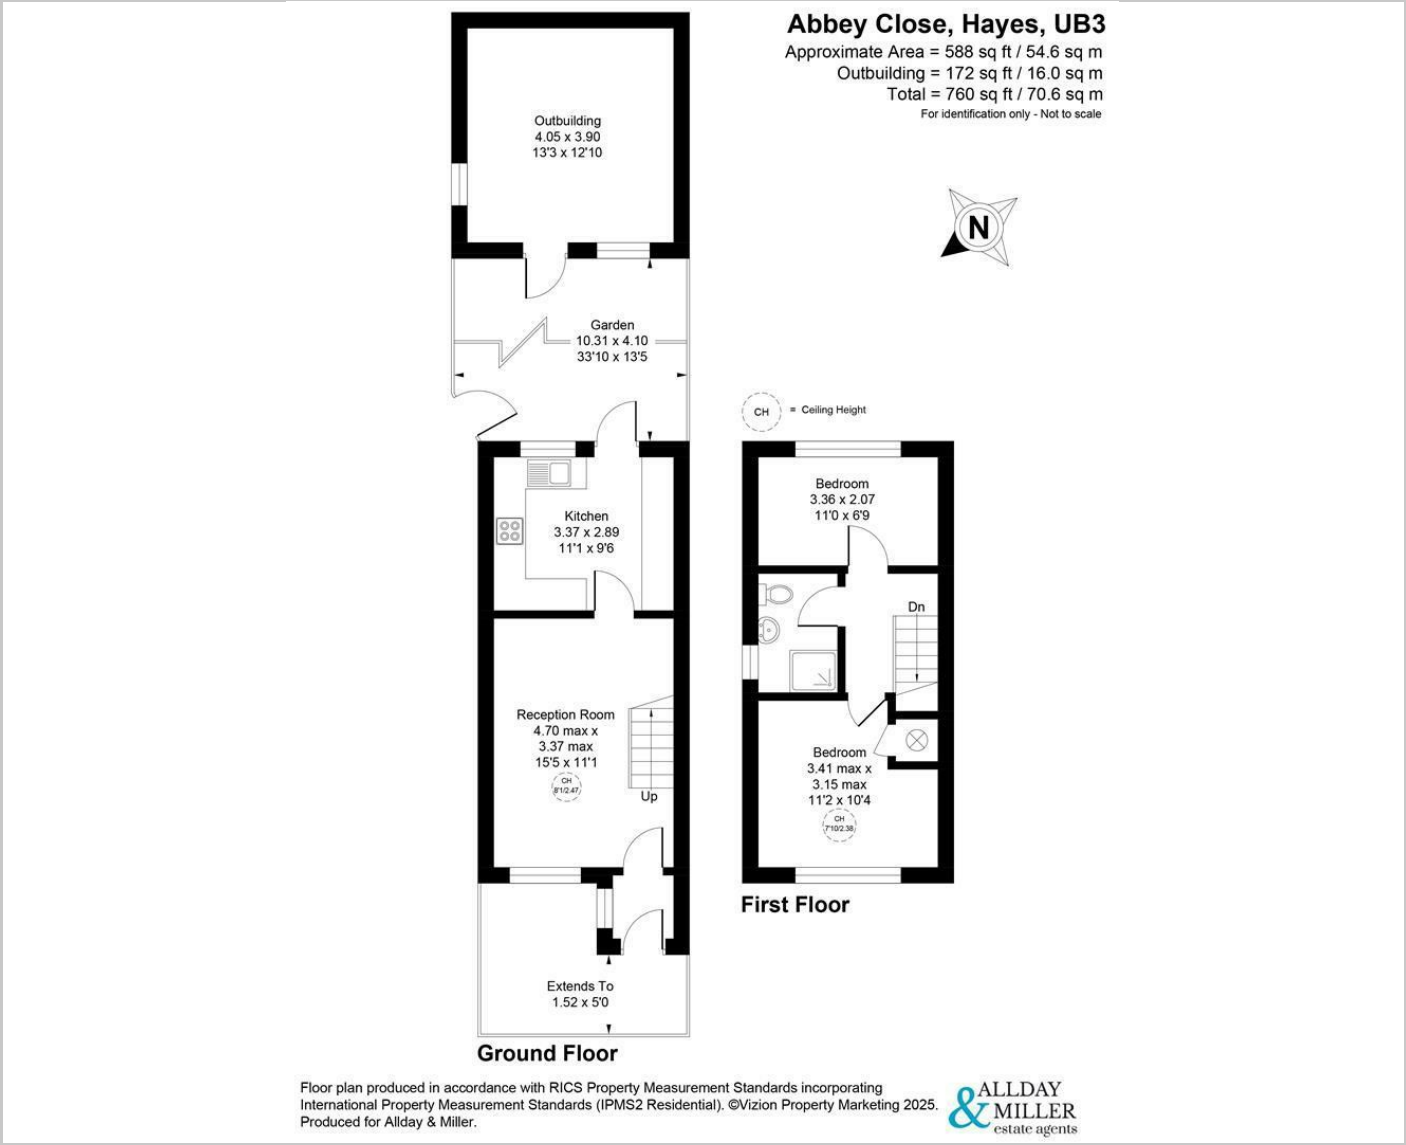 Abbey Close, Hayes, UB3
Approximate Area = 588 sq ft / 54.6 sq m
Outbuilding = 172 sq ft / 16.0 sq m
Total = 760 sq ft / 70.6 sq m
For identification only - Not to scale
N
Outbuilding
4.05 x 3.90
13'3 x 12'10
Garden
10.31 x 4.10
33'10 x 13'5
CH = Ceiling Height
Kitchen
3.37 x 2.89
11'1 x 9'6
Reception Room
4.70 max x
3.37 max
15'5 x 11'1
CH
8'1/2.47
Up
Extends To
1.52 x 5'0
Ground Floor
Bedroom
3.36 x 2.07
11'0 x 6'9
Dn
Bedroom
3.41 max x
3.15 max
11'2 x 10'4
CH
7'10/2.38
First Floor
Floor plan produced in accordance with RICS Property Measurement Standards incorporating
International Property Measurement Standards (IPMS2 Residential). ©Vizion Property Marketing 2025.
Produced for Allday & Miller.
ALLDAY
& MILLER
estate agents